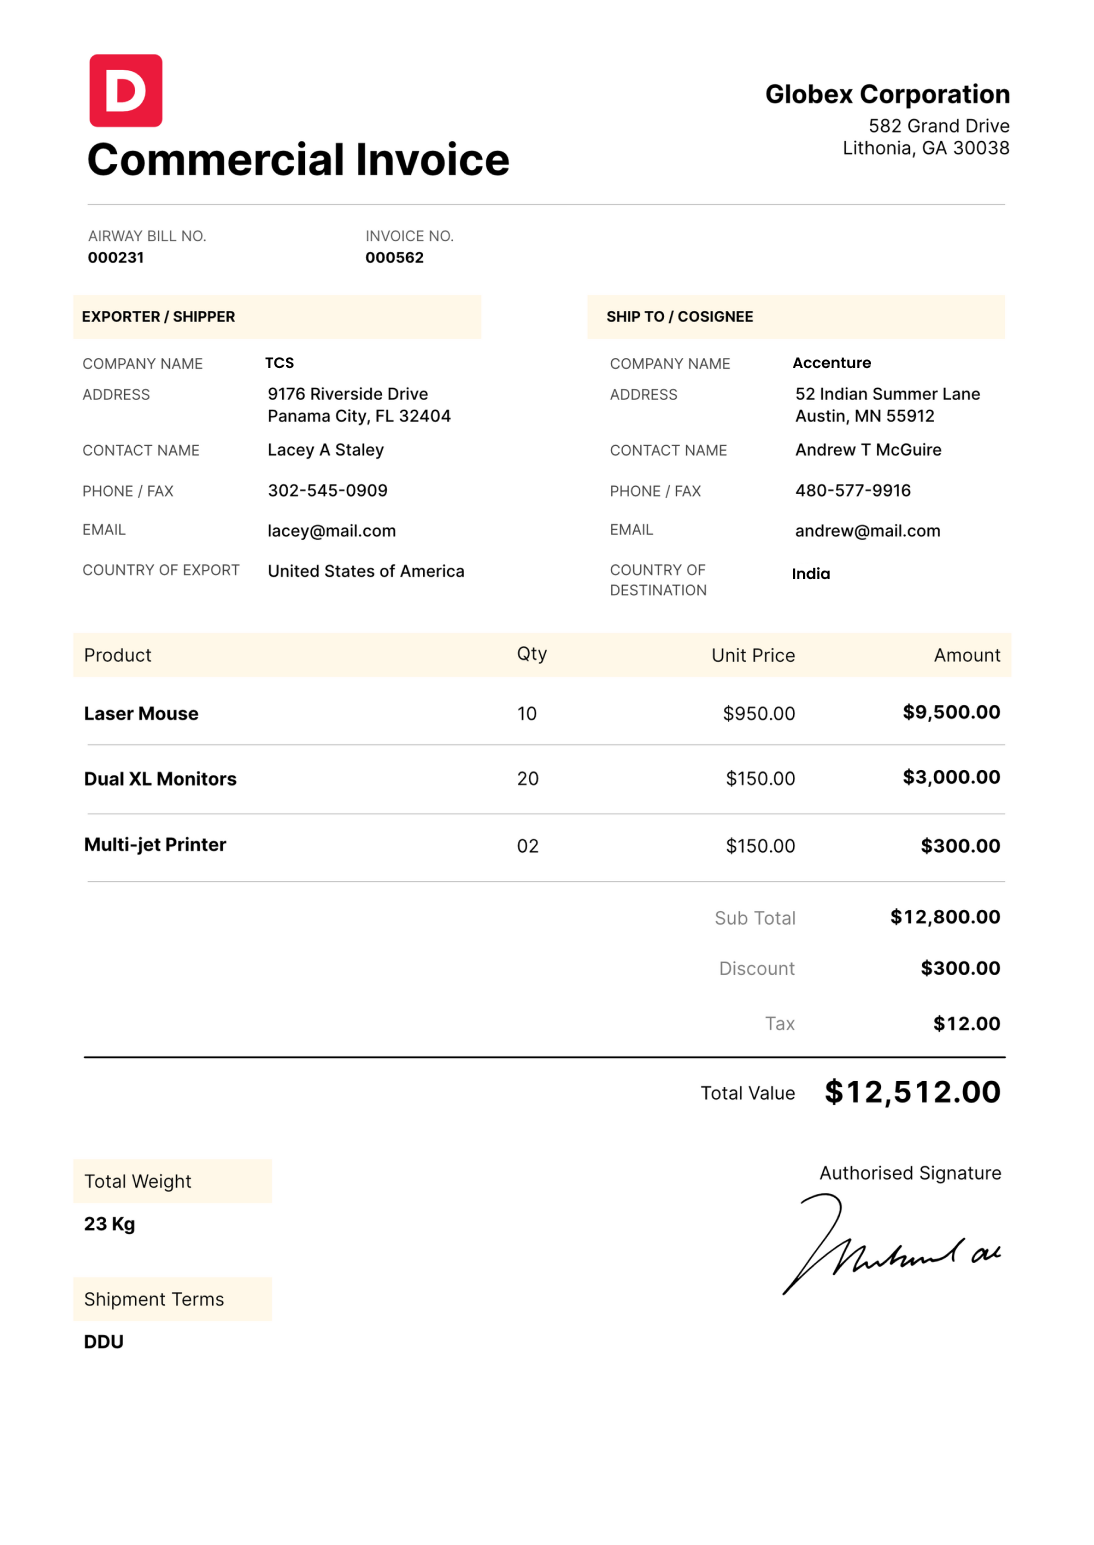 D
Commercial Invoice
Globex Corporation
582 Grand Drive
Lithonia, GA 30038
AIRWAY BILL NO.
000231
INVOICE NO.
000562
EXPORTER / SHIPPER
COMPANY NAME TCS
ADDRESS 9176 Riverside Drive
Panama City, FL 32404
CONTACT NAME Lacey A Staley
PHONE / FAX 302-545-0909
EMAIL lacey@mail.com
COUNTRY OF EXPORT United States of America
SHIP TO / COSIGNEE
COMPANY NAME Accenture
ADDRESS 52 Indian Summer Lane
Austin, MN 55912
CONTACT NAME Andrew T McGuire
PHONE / FAX 480-577-9916
EMAIL andrew@mail.com
COUNTRY OF India
DESTINATION
Product Qty Unit Price Amount
Laser Mouse 10 $950.00 $9,500.00
Dual XL Monitors 20 $150.00 $3,000.00
Multi-jet Printer 02 $150.00 $300.00
Sub Total $12,800.00
Discount $300.00
Tax $12.00
Total Value $12,512.00
Total Weight
23 Kg
Shipment Terms
DDU
Authorised Signature